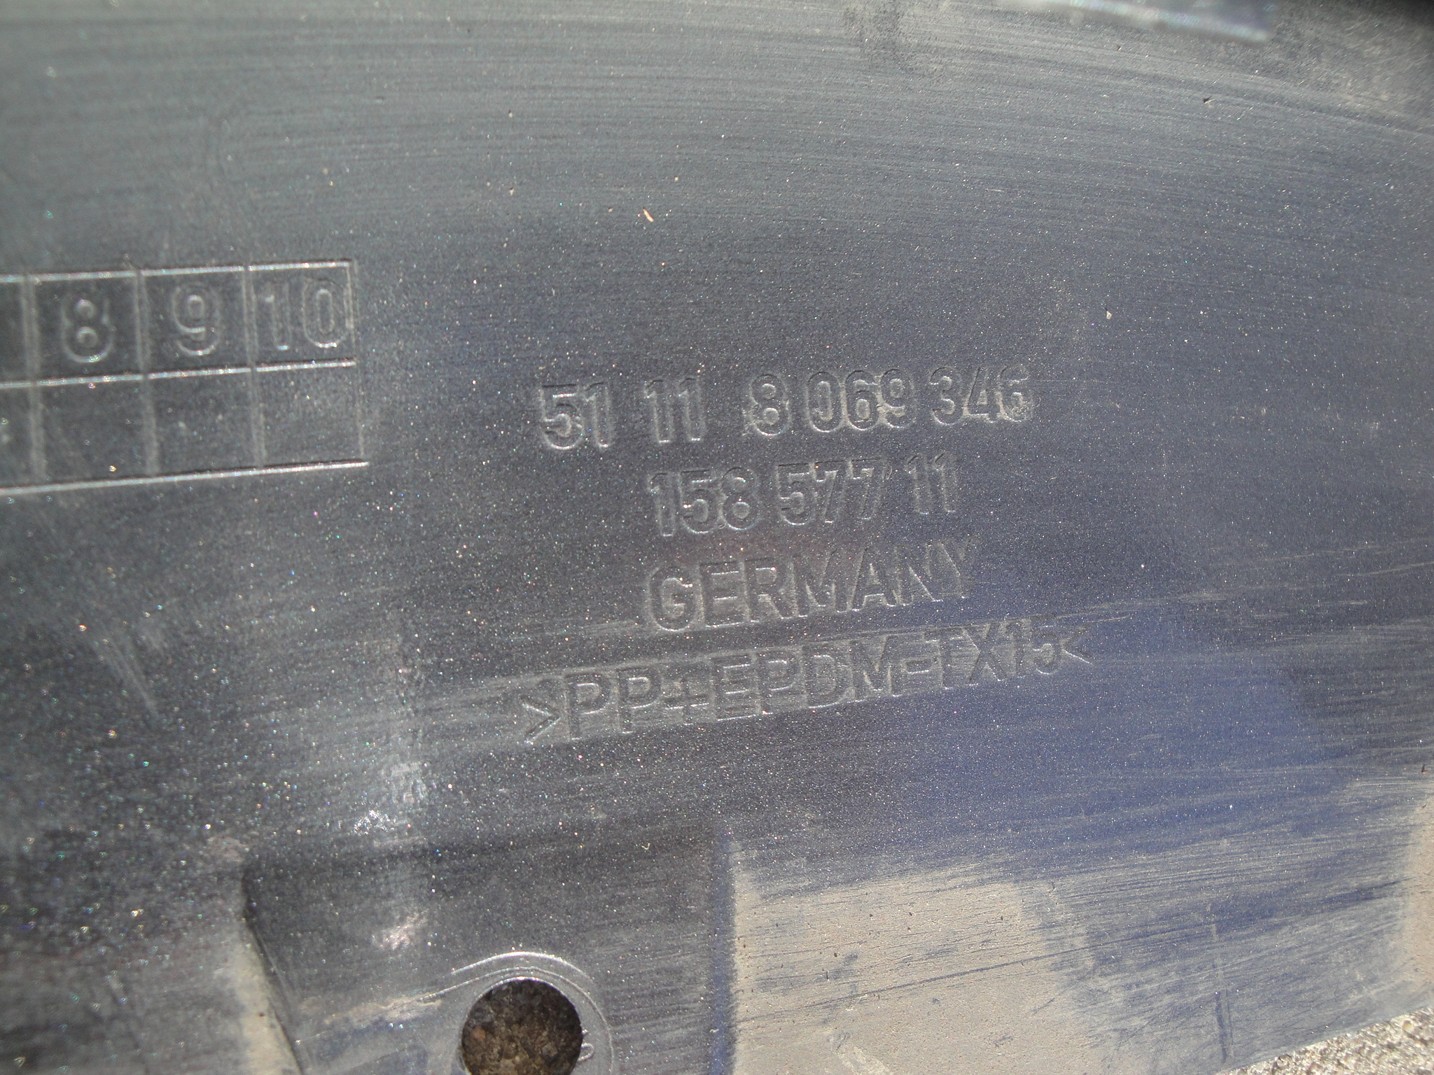 8 9 10
51 11 8 069 346
158 577 11
GERMANY
>PP+EPDM-TX15<